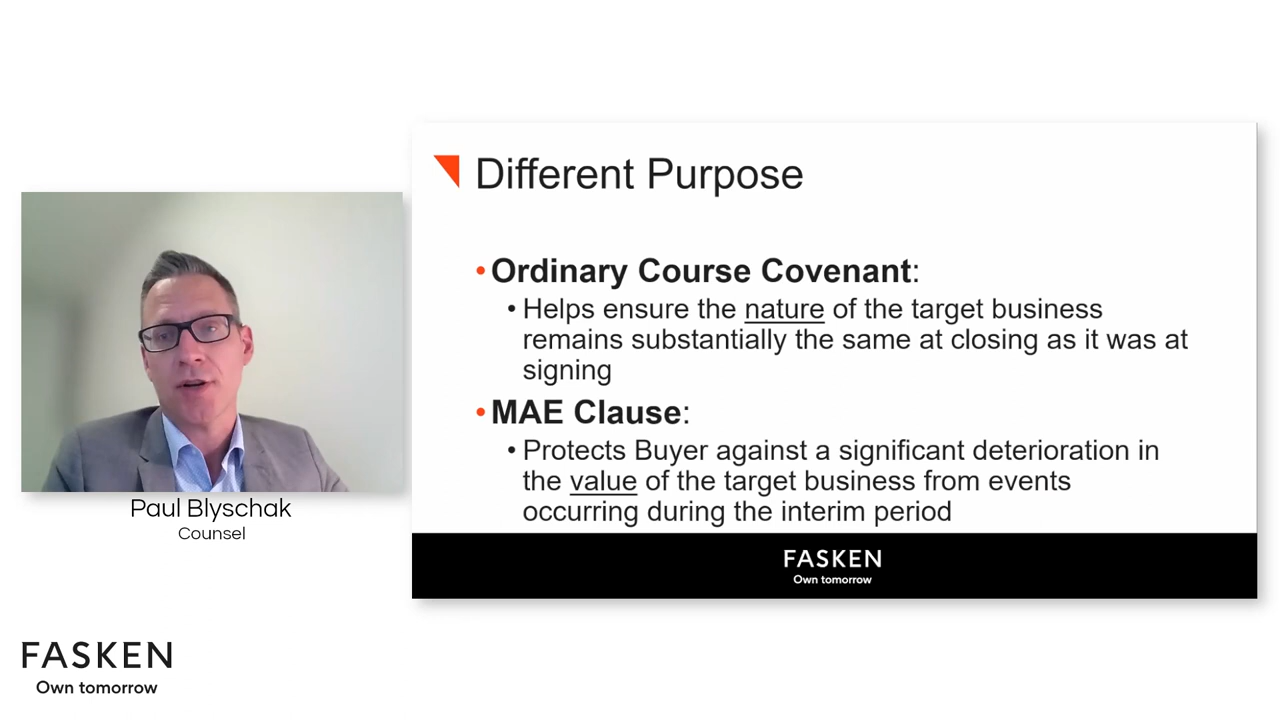 Different Purpose
• Ordinary Course Covenant:
• Helps ensure the nature of the target business
remains substantially the same at closing as it was at
signing
• MAE Clause:
• Protects Buyer against a significant deterioration in
the value of the target business from events
occurring during the interim period
FASKEN
Own tomorrow
Paul Blyschak
Counsel
FASKEN
Own tomorrow